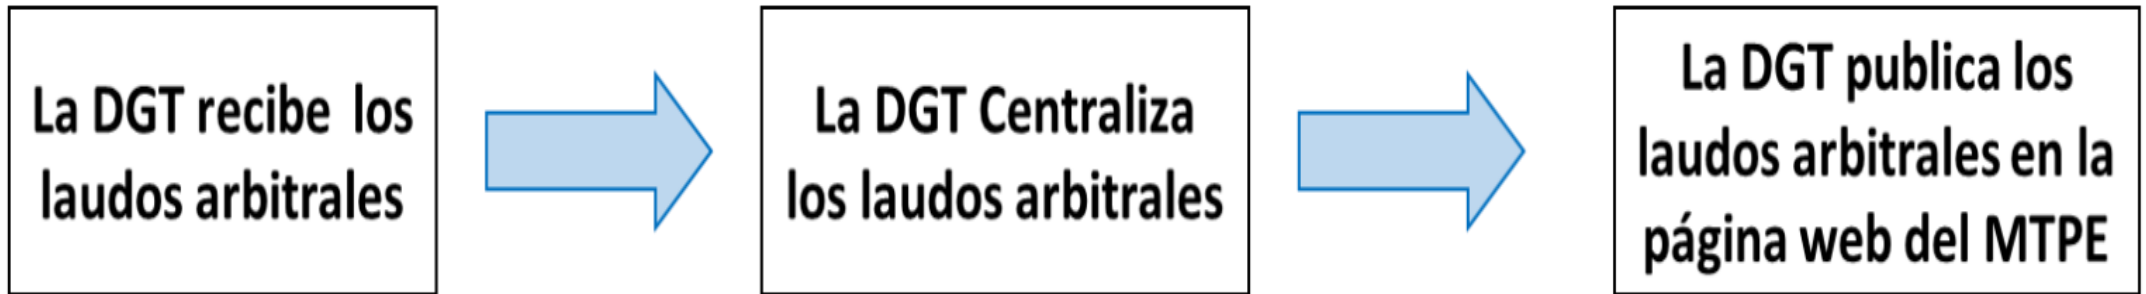 La DGT recibe los
laudos arbitrales
La DGT Centraliza
los laudos arbitrales
La DGT publica los
laudos arbitrales en la
página web del MTPE